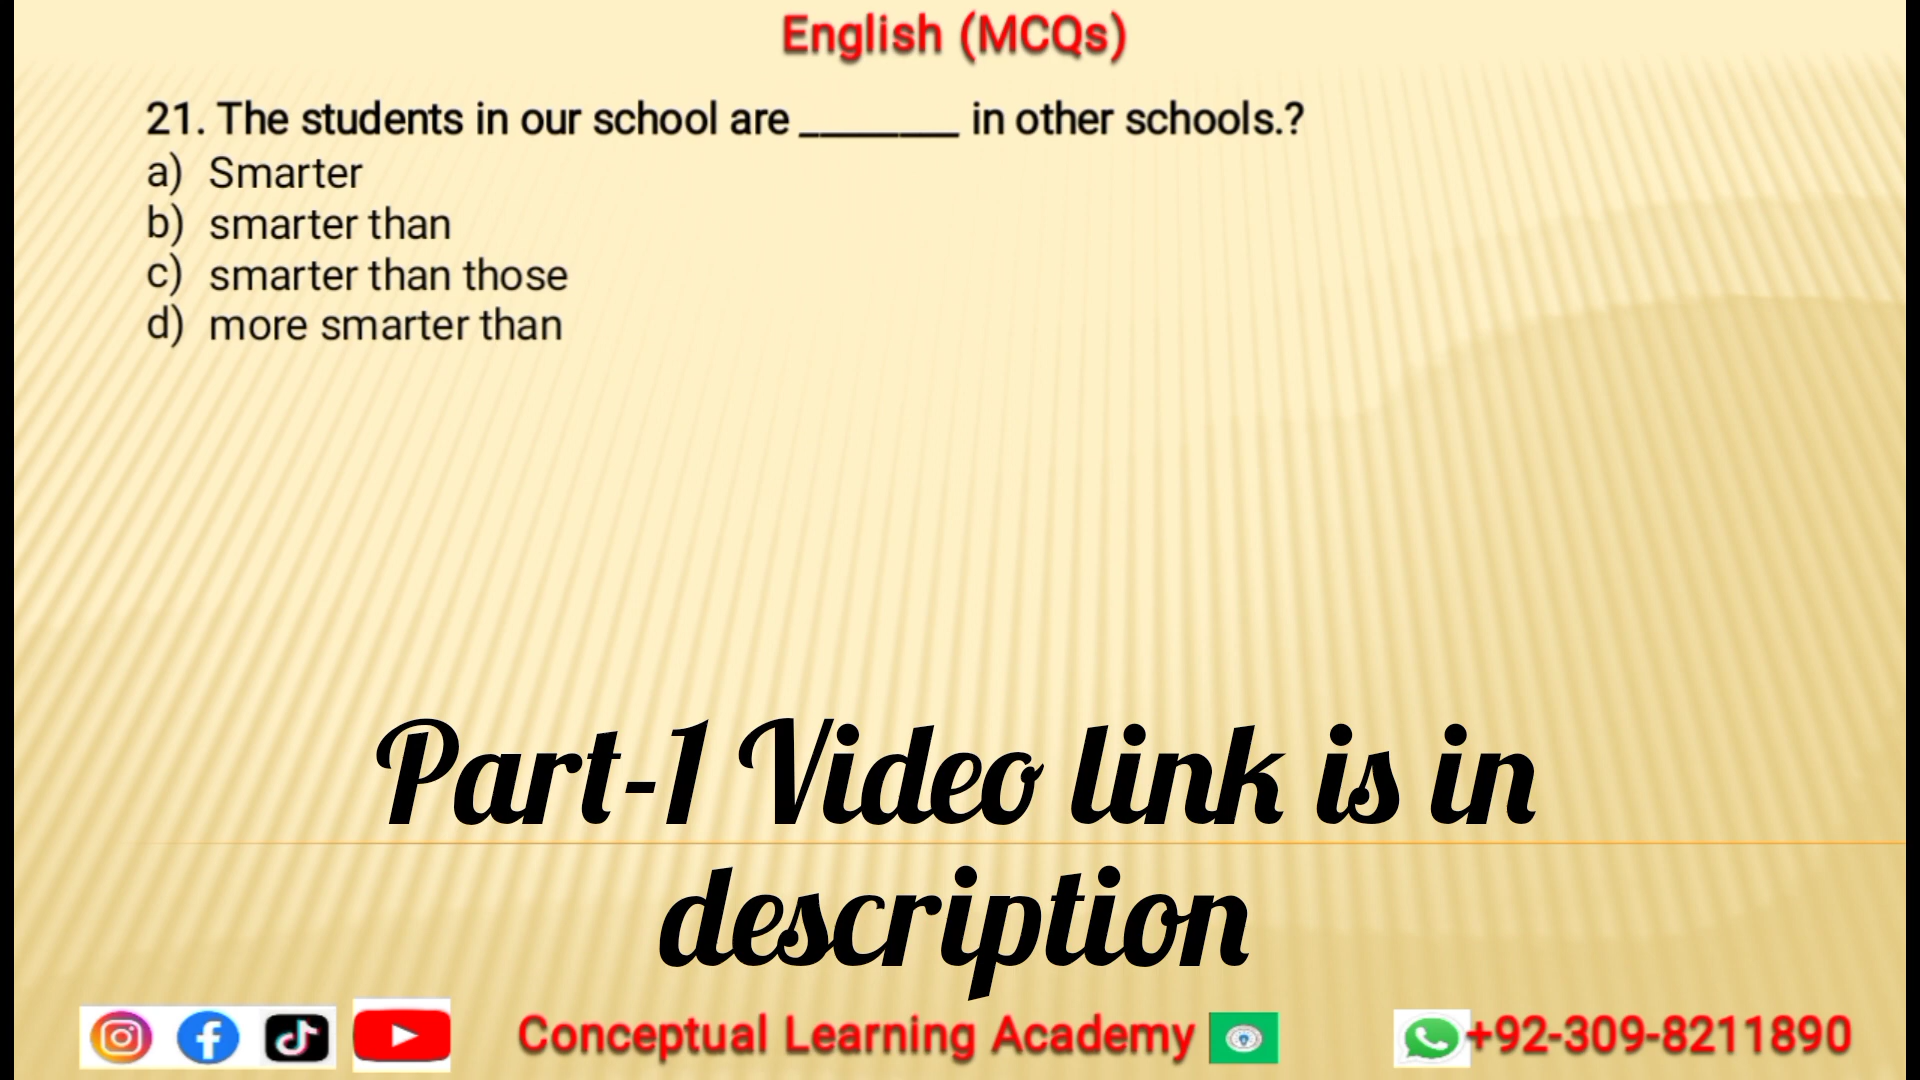 English (MCQs)
21. The students in our school are ________ in other schools.?
a) Smarter
b) smarter than
c) smarter than those
d) more smarter than
Part-1 Video link is in
description
Conceptual Learning Academy
+92-309-8211890